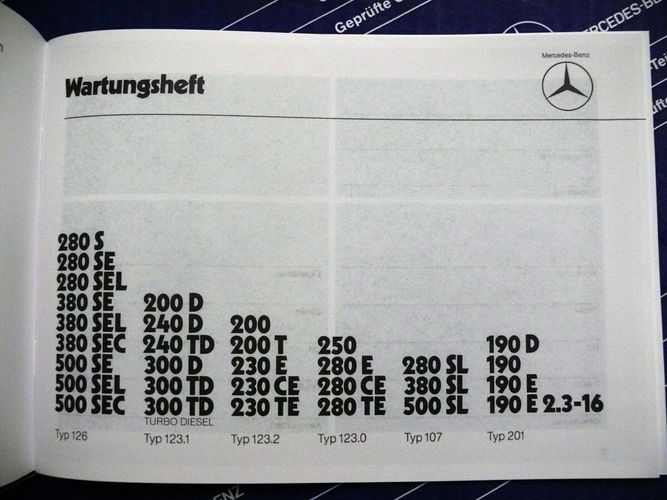 Geprüfte
MERCEDES-BENZ
Mercedes-Benz
Wartungsheft
280 S
280 SE
280 SEL
380 SE
380 SEL
380 SEC
500 SE
500 SEL
500 SEC
Typ 126
200 D
240 D
240 TD
300 D
300 TD
300 TD
TURBO DIESEL
Typ 123.1
200
200 T
230 E
230 CE
230 TE
Typ 123.2
250
280 E
280 CE
280 TE
Typ 123.0
280 SL
380 SL
500 SL
Typ 107
190 D
190
190 E
190 E 2.3-16
Typ 201